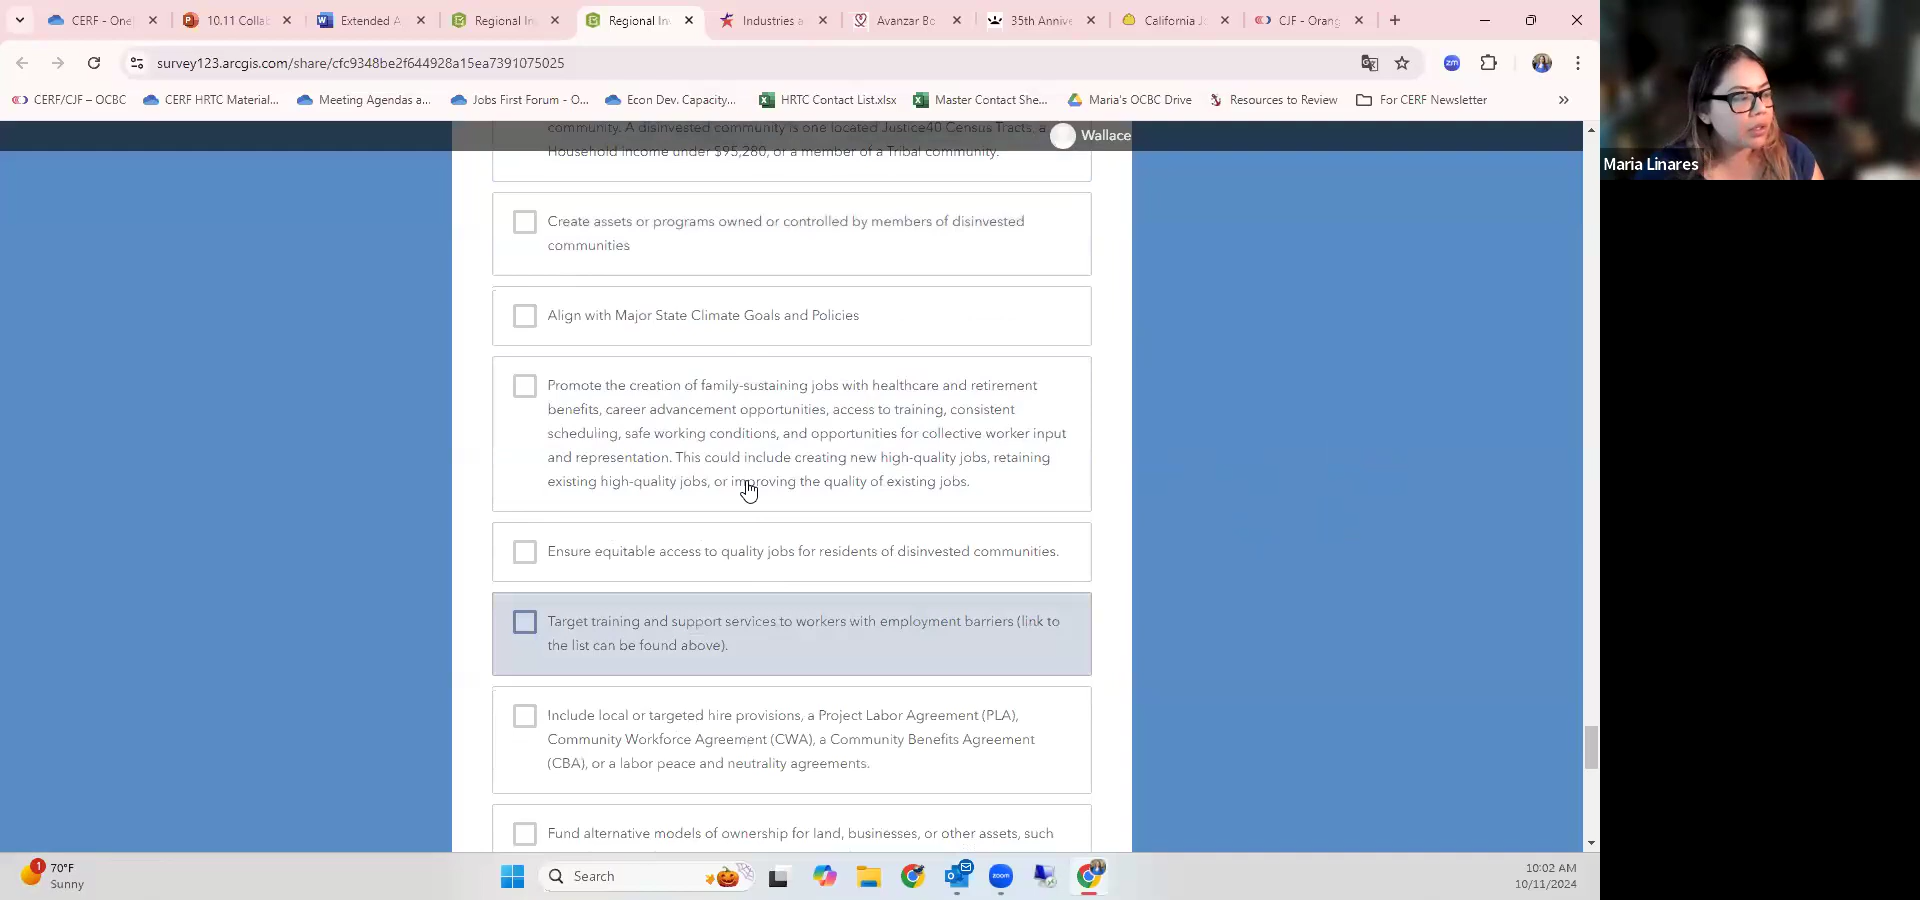 CERF - One
10.11 Collab
Extended A
Regional In
Regional In
Industries a
Avanzar Bo
35th Annive
California J
CJF - Orang
survey123.arcgis.com/share/cfc9348be2f644928a15ea7391075025
CERF/CJF – OCBC
CERF HRTC Material...
Meeting Agendas a...
Jobs First Forum - O...
Econ Dev. Capacity...
HRTC Contact List.xlsx
Master Contact She...
Maria's OCBC Drive
Resources to Review
For CERF Newsletter
community. A disinvested community is one located Justice40 Census Tracts, a
Wallace
Household income under $95,280, or a member of a Tribal community.
Maria Linares
Create assets or programs owned or controlled by members of disinvested
communities
Align with Major State Climate Goals and Policies
Promote the creation of family-sustaining jobs with healthcare and retirement
benefits, career advancement opportunities, access to training, consistent
scheduling, safe working conditions, and opportunities for collective worker input
and representation. This could include creating new high-quality jobs, retaining
existing high-quality jobs, or improving the quality of existing jobs.
Ensure equitable access to quality jobs for residents of disinvested communities.
Target training and support services to workers with employment barriers (link to
the list can be found above).
Include local or targeted hire provisions, a Project Labor Agreement (PLA),
Community Workforce Agreement (CWA), a Community Benefits Agreement
(CBA), or a labor peace and neutrality agreements.
Fund alternative models of ownership for land, businesses, or other assets, such
1
70°F
Sunny
Search
zoom
10:02 AM
10/11/2024